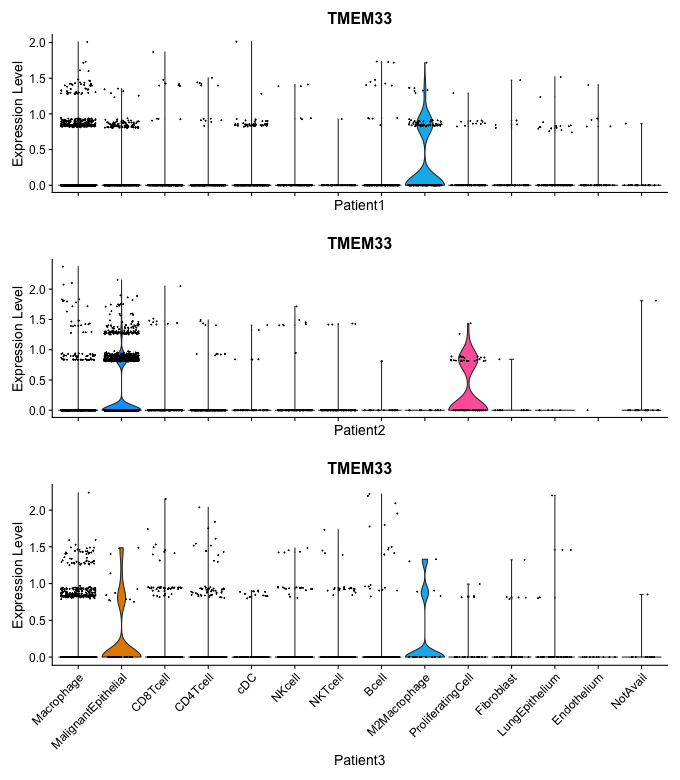 TMEM33
Expression Level
2.0
1.5
1.0
0.5
0.0
Patient1
TMEM33
Expression Level
2.0
1.5
1.0
0.5
0.0
Patient2
TMEM33
Expression Level
2.0
1.5
1.0
0.5
0.0
Macrophage
MalignantEpithelial
CD8Tcell
CD4Tcell
cDC
NKcell
NKTcell
Bcell
M2Macrophage
ProliferatingCell
Fibroblast
LungEpithelium
Endothelium
NotAvail
Patient3